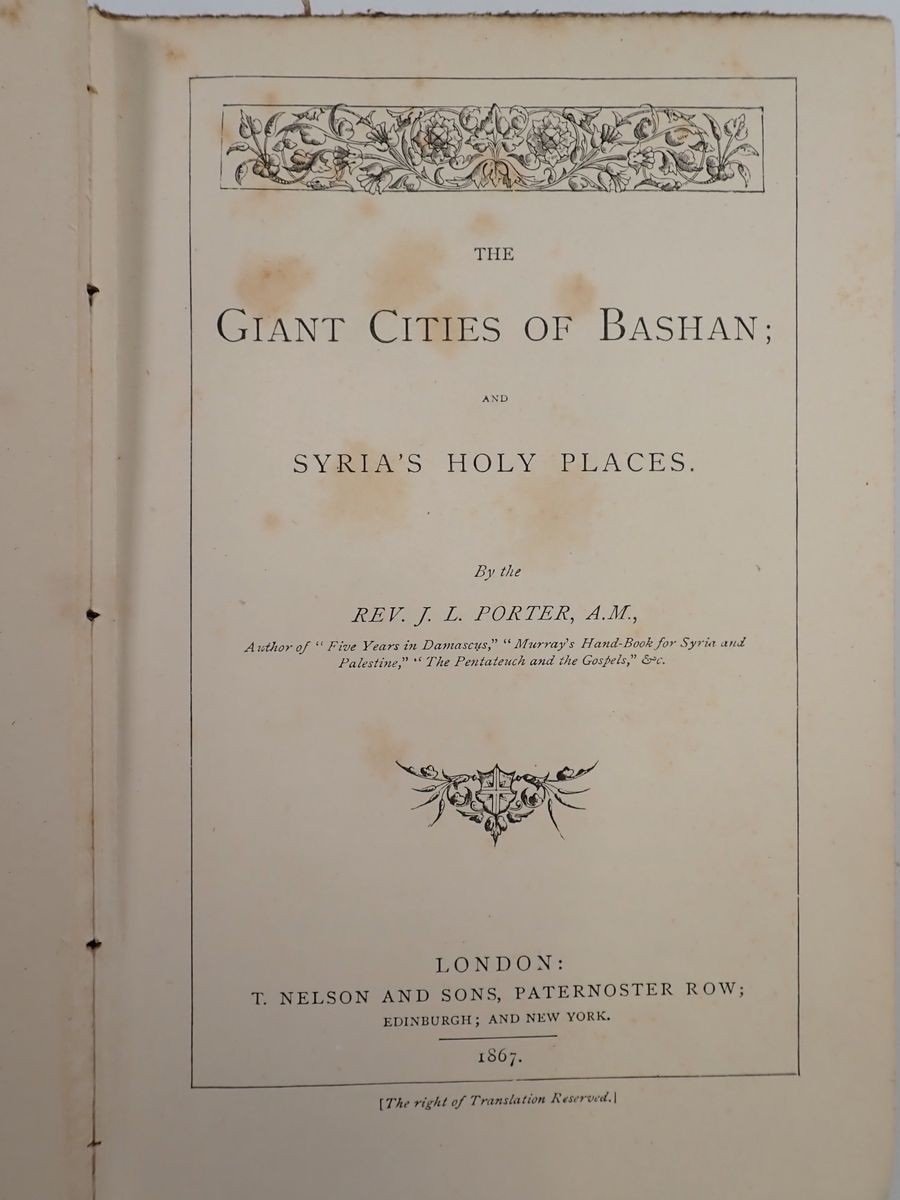 THE
GIANT CITIES OF BASHAN;
AND
SYRIA'S HOLY PLACES.
By the
REV. J. L. PORTER, A.M.,
Author of "Five Years in Damascus," "Murray's Hand-Book for Syria and
Palestine," "The Pentateuch and the Gospels," &c.
LONDON:
T. NELSON AND SONS, PATERNOSTER ROW;
EDINBURGH; AND NEW YORK.
1867.
[The right of Translation Reserved.]